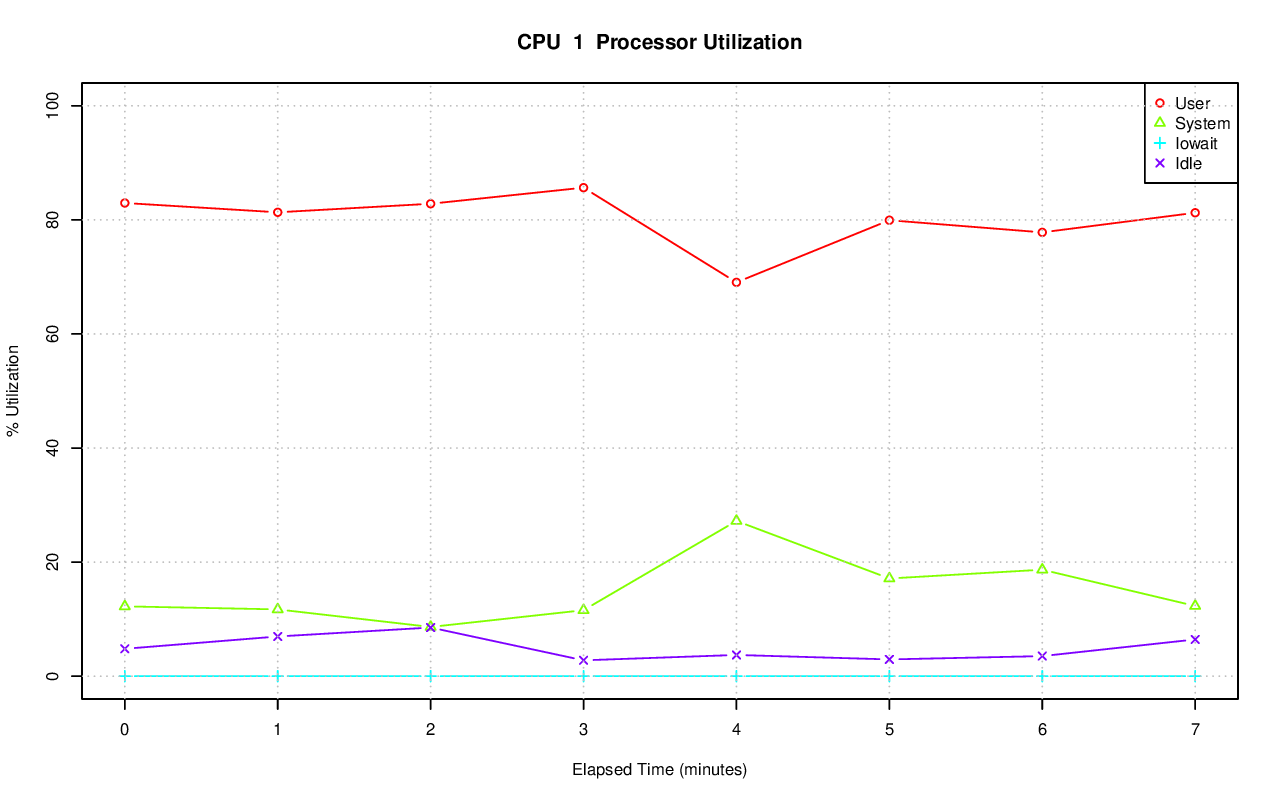 CPU  1  Processor Utilization
User
System
Iowait
Idle
100
80
60
40
20
0
% Utilization
0 1 2 3 4 5 6 7
Elapsed Time (minutes)